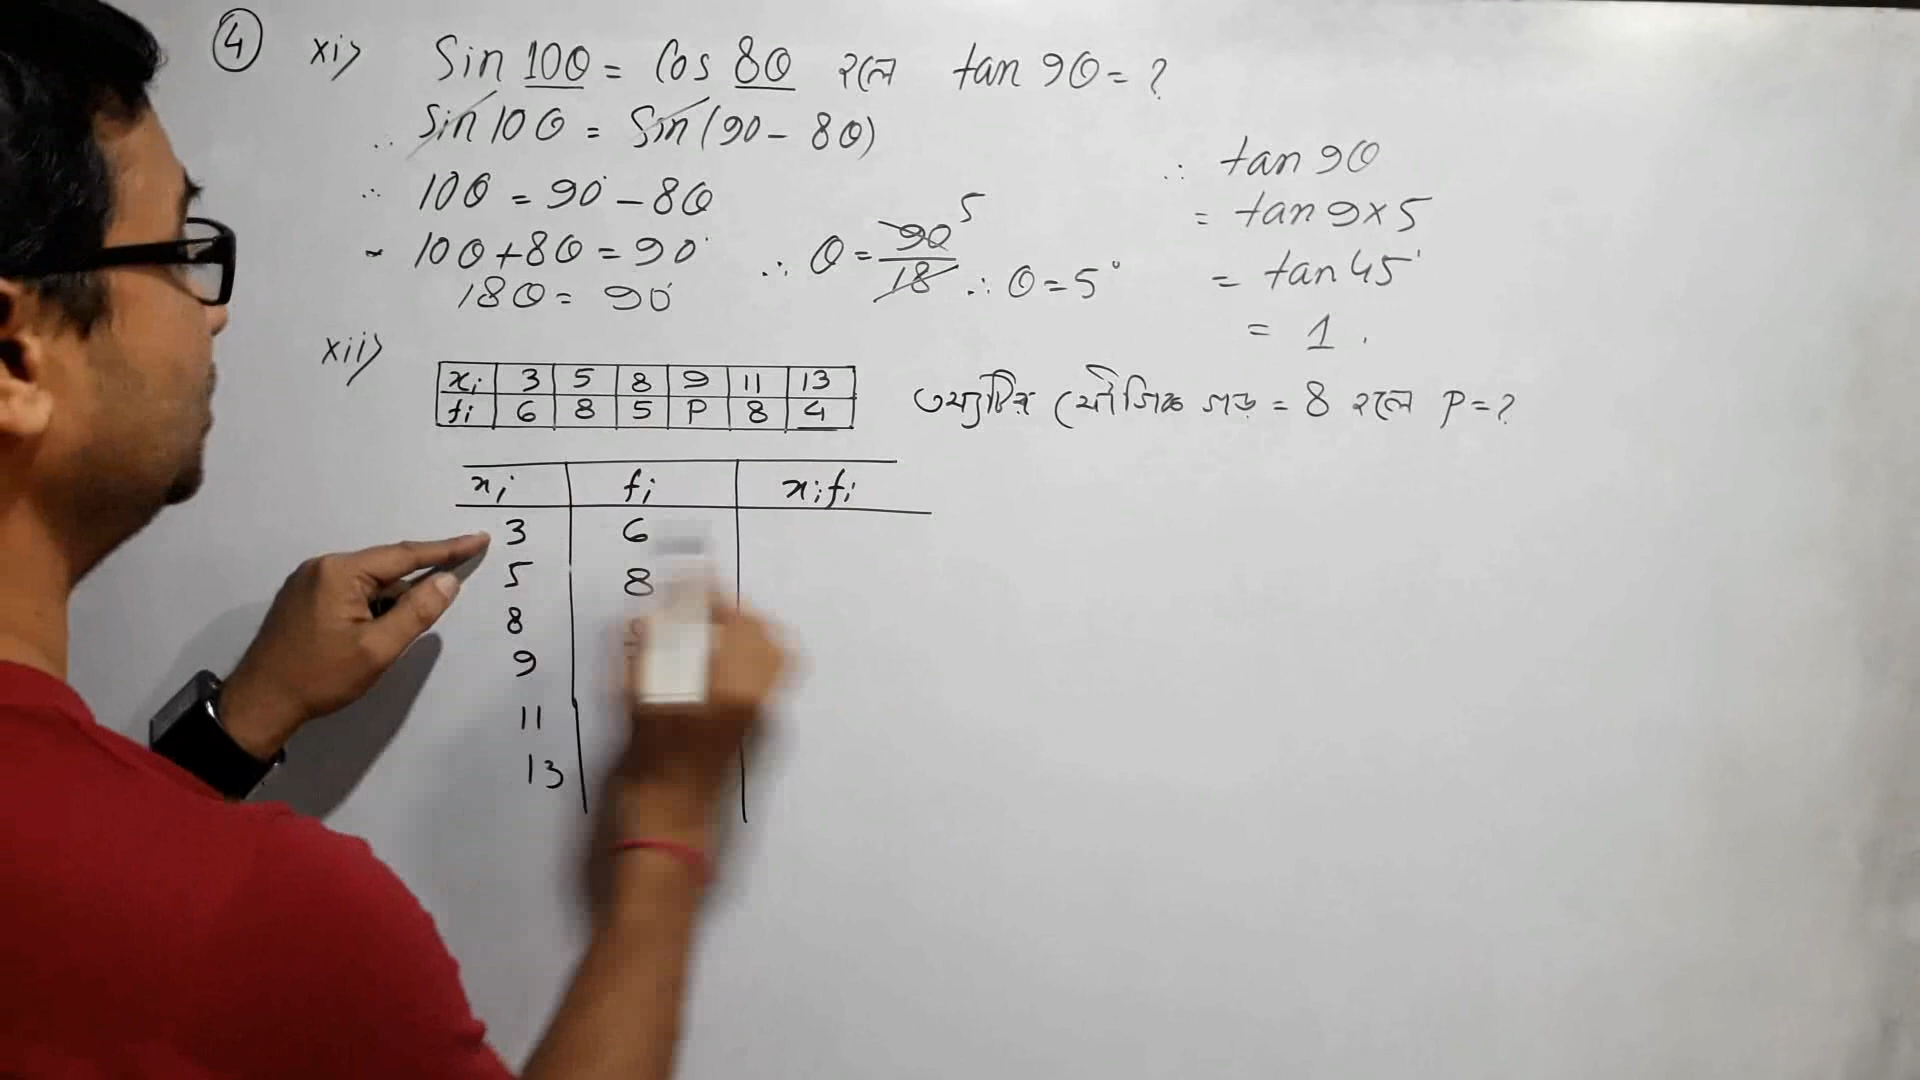 ④ xi> Sin 10θ = Cos 8θ হলে tan 9θ = ?
∴ Sin 10θ = Sin (90 - 8θ)
∴ 10θ = 90° - 8θ
- 10θ + 8θ = 90°
18θ = 90°
∴ θ = 90/18 5 ∴ θ = 5°
∴ tan 9θ
= tan 9×5
= tan 45°
= 1.
xii>
xi 3 5 8 9 11 13
fi 6 8 5 P 8 4
তথ্যটির যৌগিক গড় = 8 হলে P = ?
xi fi xifi
3 6
5 8
8
9
11
13